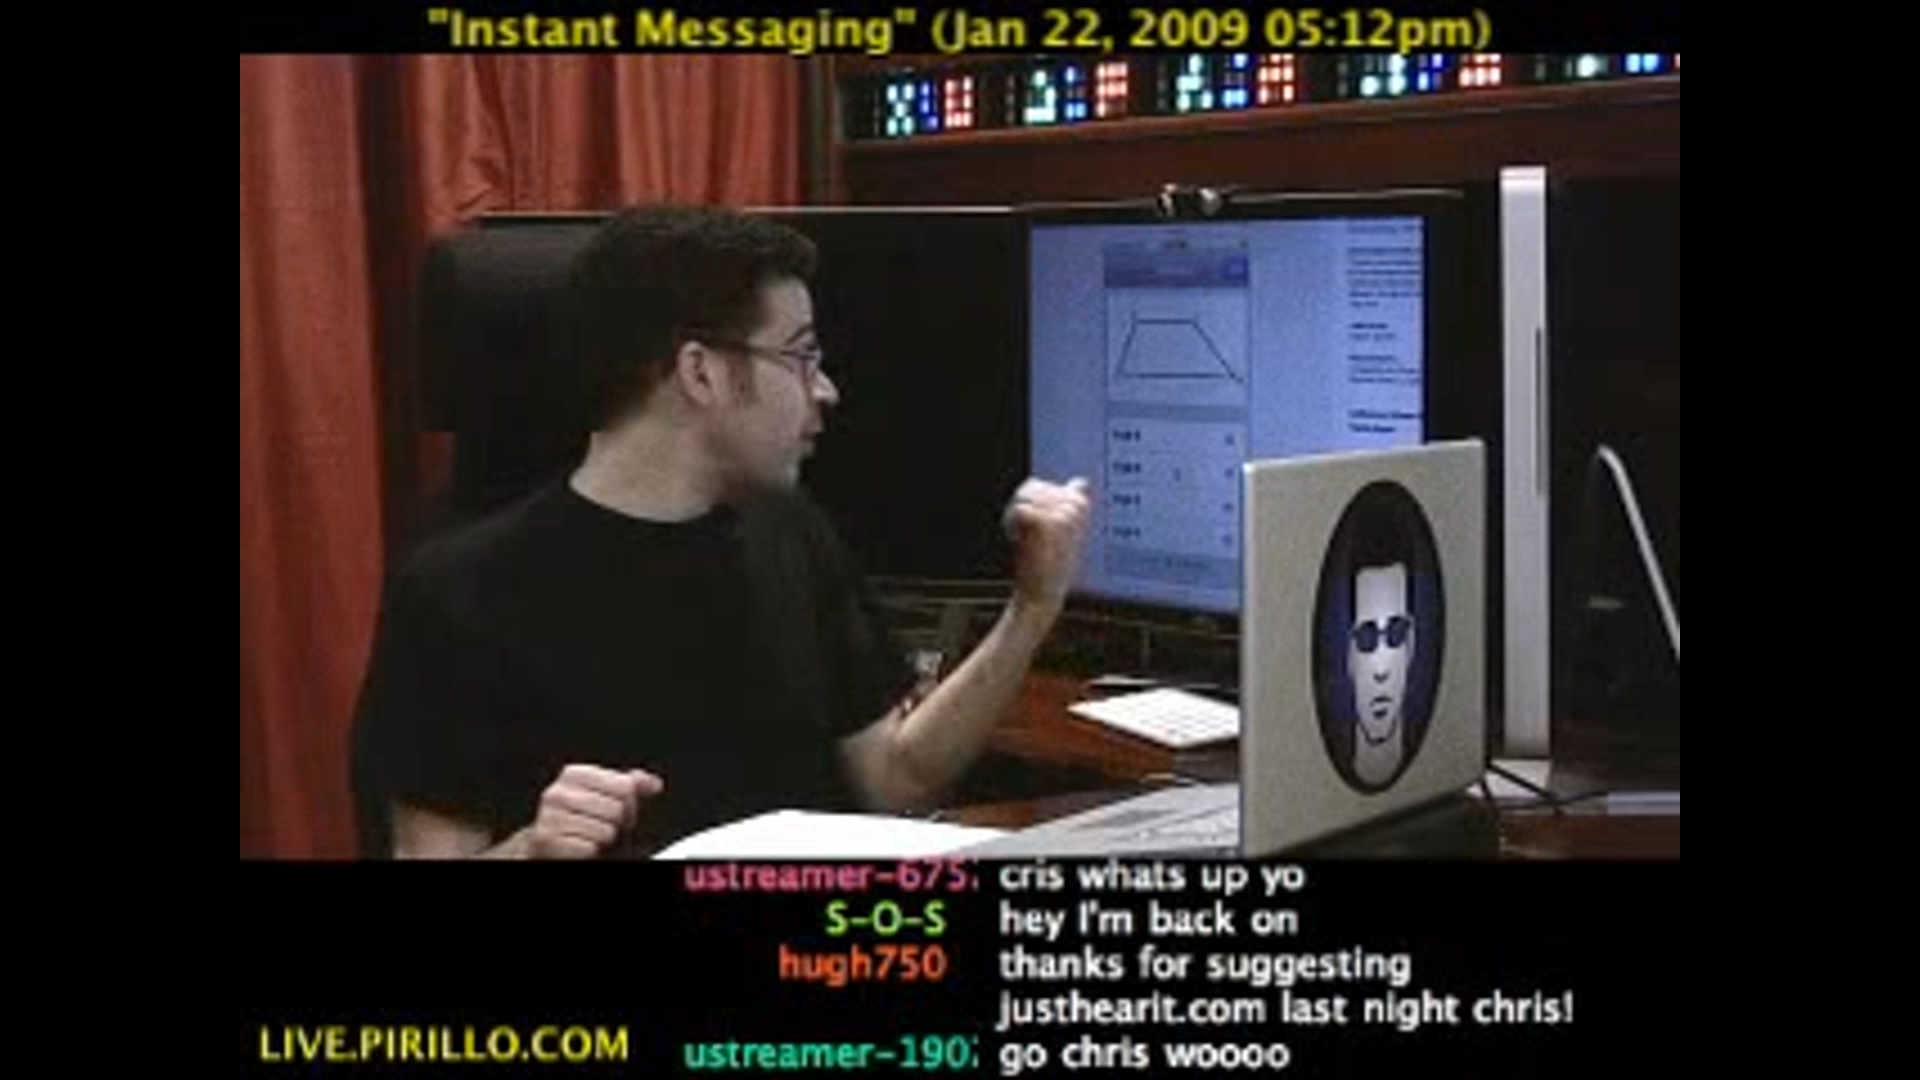 "Instant Messaging" (Jan 22, 2009 05:12pm)
ustreamer-675 cris whats up yo
S-O-S hey I'm back on
hugh750 thanks for suggesting
justhearit.com last night chris!
LIVE.PIRILLO.COM
ustreamer-190 go chris woooo